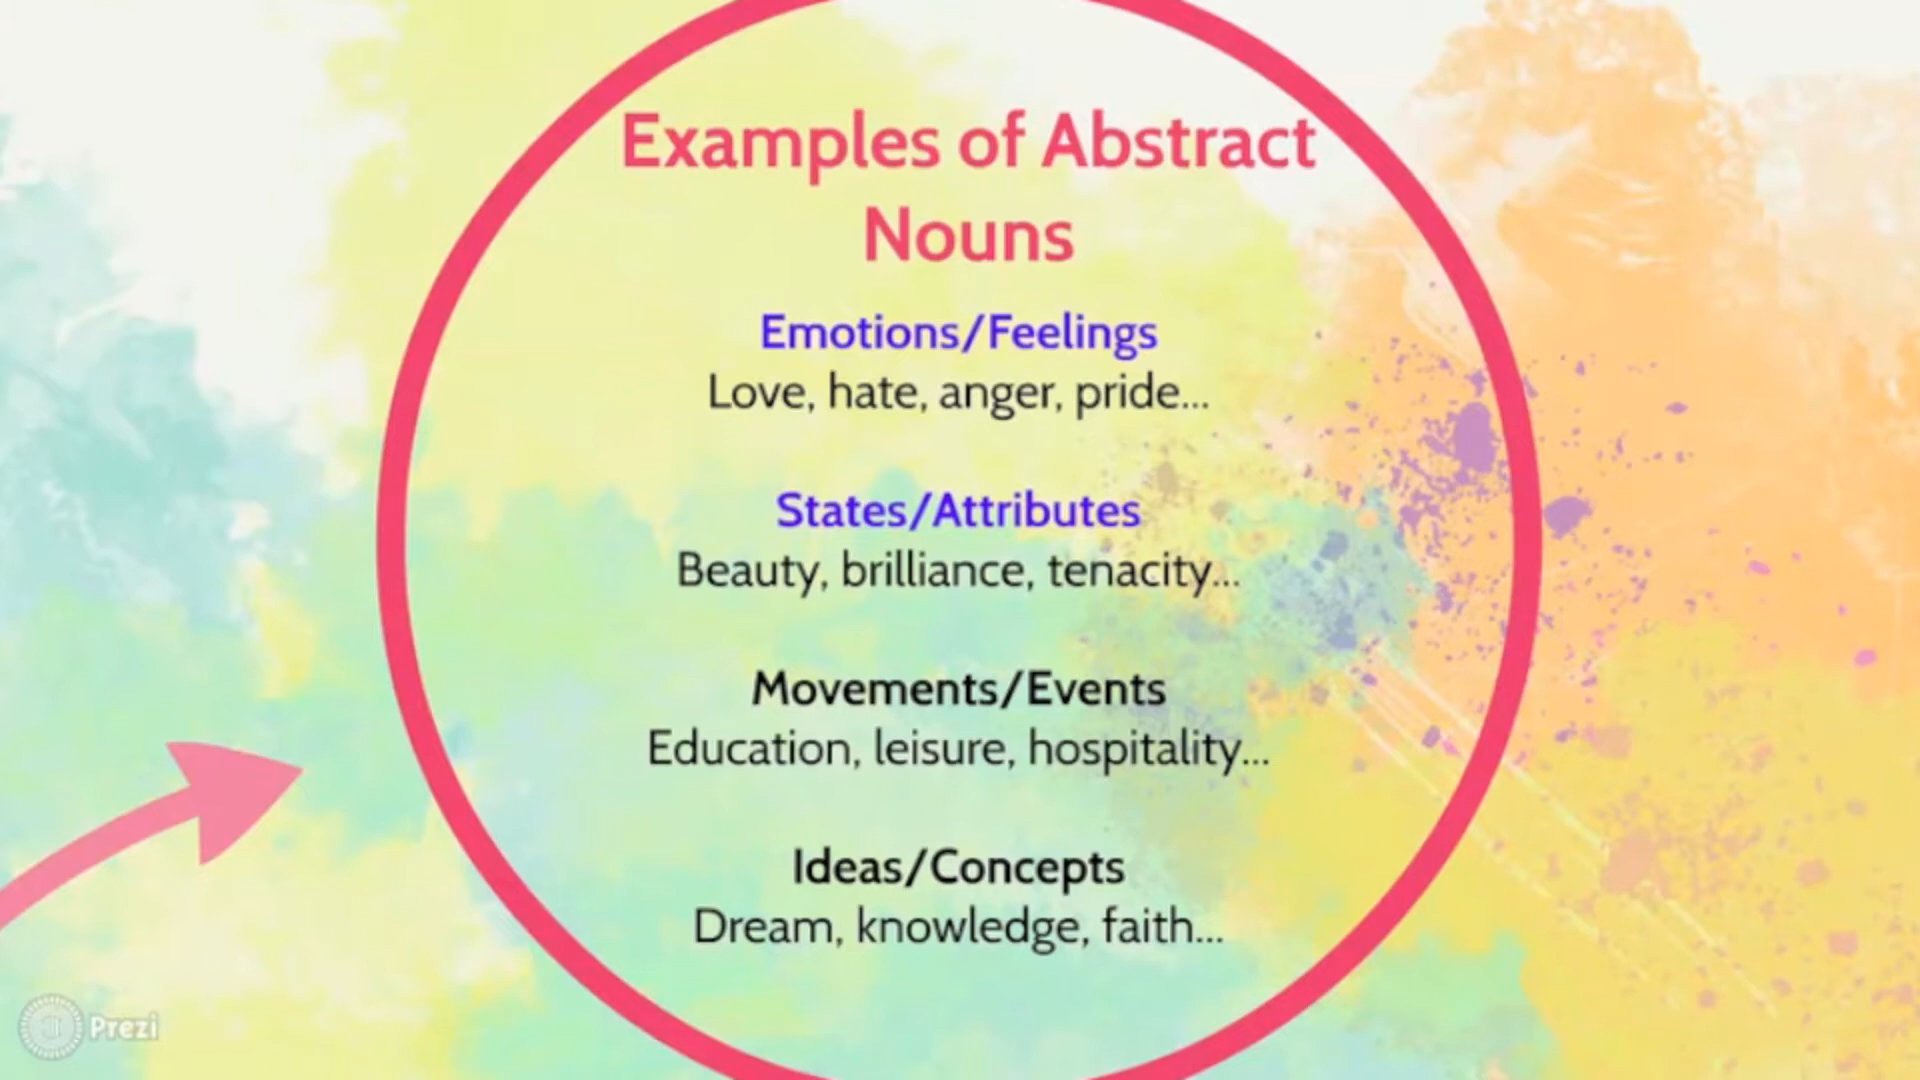 Examples of Abstract
Nouns
Emotions/Feelings
Love, hate, anger, pride...
States/Attributes
Beauty, brilliance, tenacity...
Movements/Events
Education, leisure, hospitality...
Ideas/Concepts
Dream, knowledge, faith...
Prezi